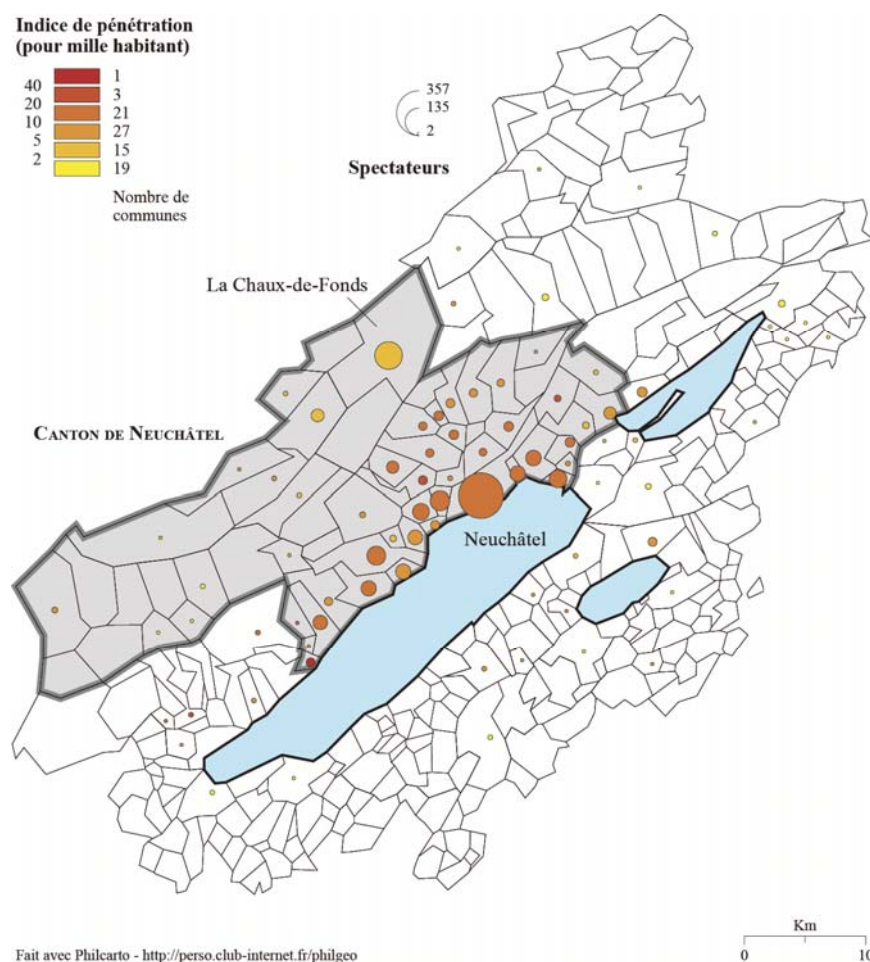 Indice de pénétration
(pour mille habitant)
40
20
10
5
2
1
3
21
27
15
19
Nombre de
communes
357
135
2
Spectateurs
La Chaux-de-Fonds
CANTON DE NEUCHÂTEL
Neuchâtel
Km
0 10
Fait avec Philcarto - http://perso.club-internet.fr/philgeo